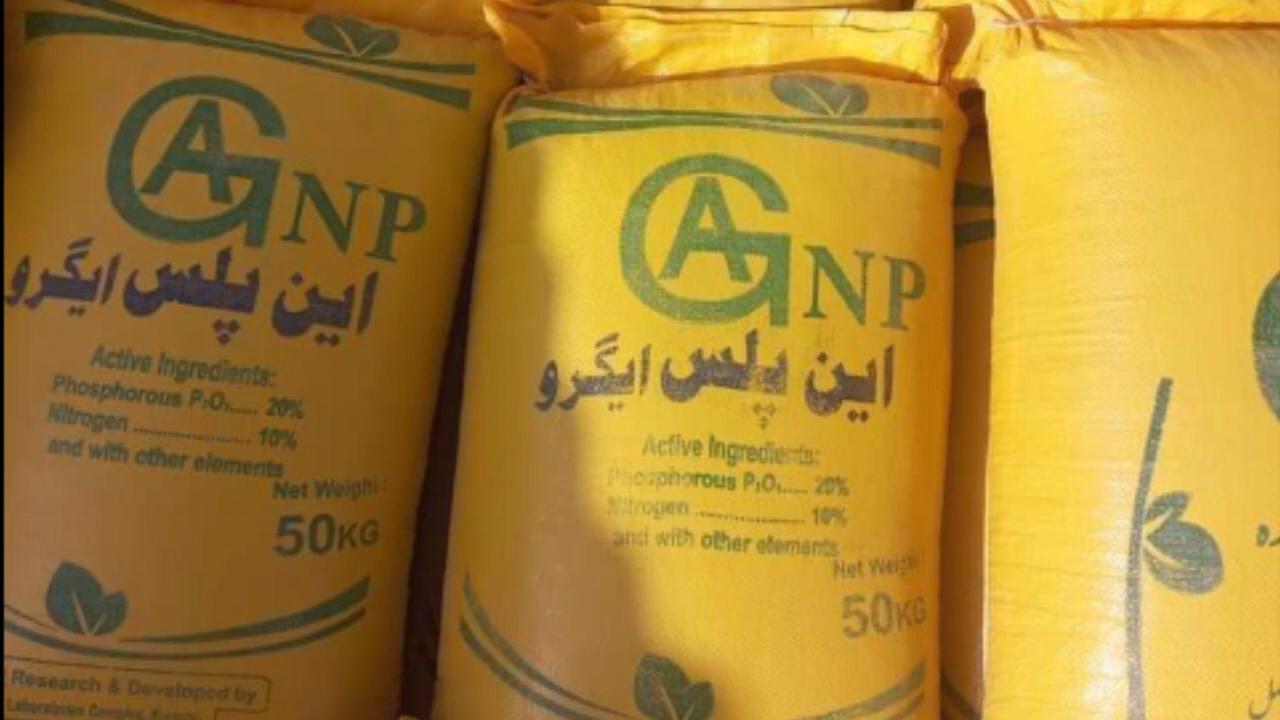 AG NP
این پلس ایگرو
Active Ingredients:
Phosphorous P₂O₅..... 20%
Nitrogen .................... 10%
and with other elements
Net Weight :
50KG
Research & Developed by
Laboratories Complex,
AG NP
این پلس ایگرو
Active Ingredients:
Phosphorous P₂O₅..... 20%
Nitrogen .................... 10%
and with other elements
Net Weight
50KG